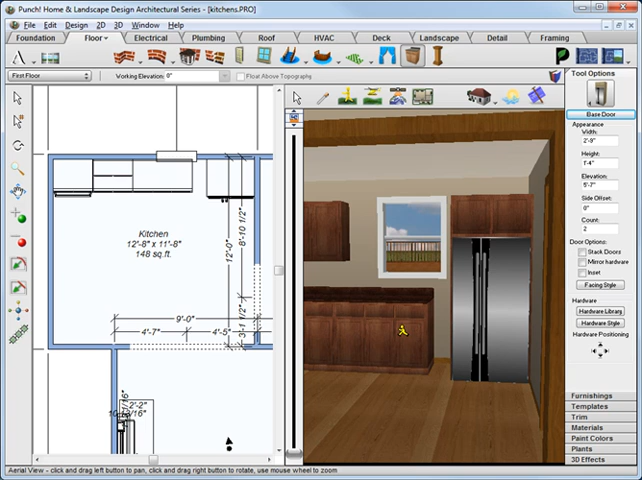 Punch! Home & Landscape Design Architectural Series - [kitchens.PRO]
File Edit Design 2D 3D Window Help
Foundation Floor Electrical Plumbing Roof HVAC Deck Landscape Detail Framing
First Floor Working Elevation: 0" Float Above Topography
Tool Options
Base Door
Appearance
Width:
2'-9"
Height:
1'-4"
Elevation:
5'-7"
Side Offset:
0"
Count:
2
Door Options:
Stack Doors
Mirror hardware
Inset
Facing Style
Hardware
Hardware Library
Hardware Style
Hardware Positioning
Furnishings
Templates
Trim
Materials
Paint Colors
Plants
3D Effects
Kitchen
12'-8" x 11'-8"
148 sq.ft.
12'-0"
8'-10 1/2"
3'-1 1/2"
9'-0"
4'-7"
4'-5"
2'-2"
Aerial View - click and drag left button to pan, click and drag right button to rotate, use mouse wheel to zoom